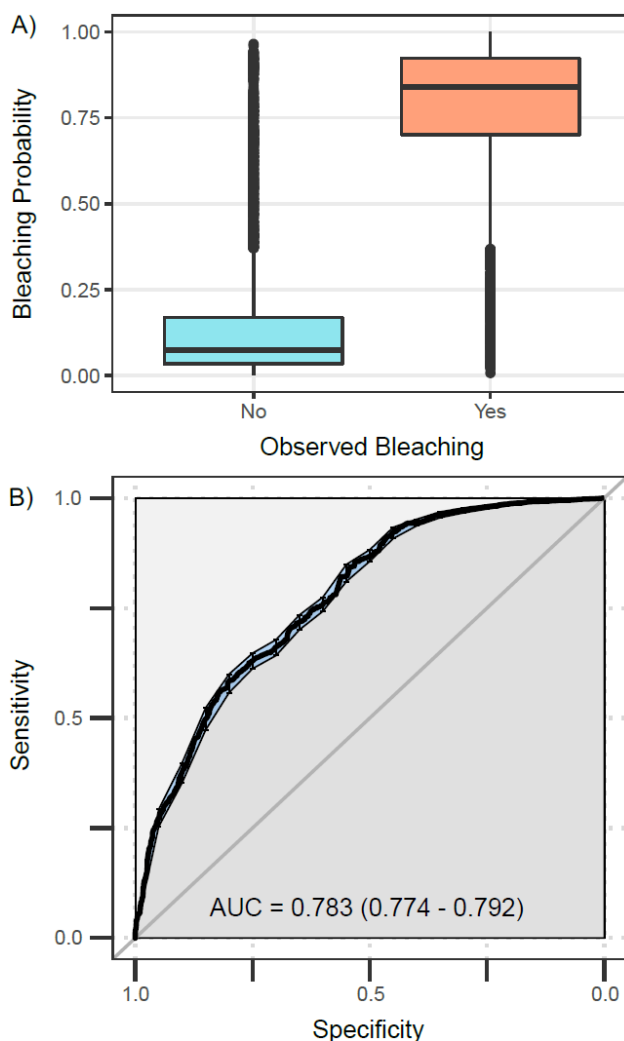 A)
Bleaching Probability
1.00
0.75
0.50
0.25
0.00
No Yes
Observed Bleaching
B)
Sensitivity
1.0
0.5
0.0
AUC = 0.783 (0.774 - 0.792)
1.0 0.5 0.0
Specificity